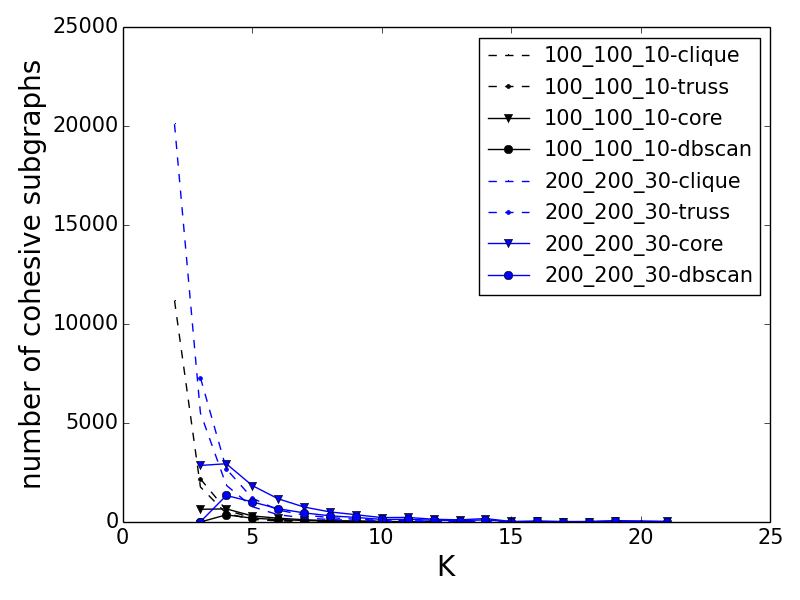 25000
20000
15000
10000
5000
0
0
5
10
15
20
25
number of cohesive subgraphs
K
100_100_10-clique
100_100_10-truss
100_100_10-core
100_100_10-dbscan
200_200_30-clique
200_200_30-truss
200_200_30-core
200_200_30-dbscan